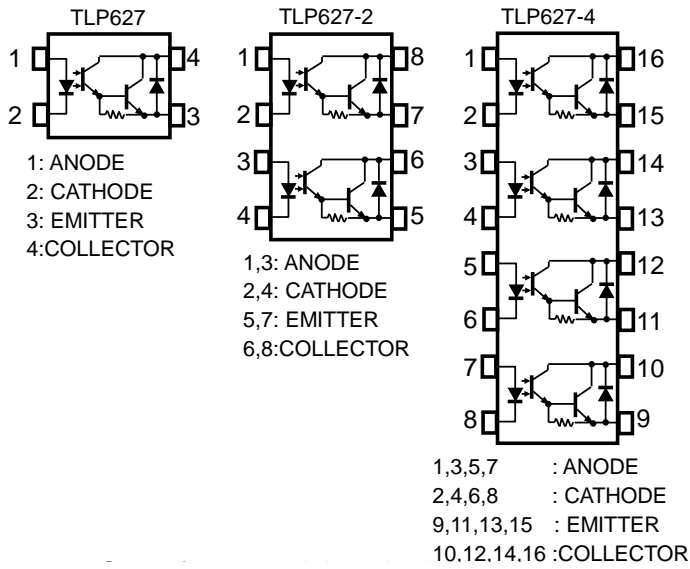 TLP627
1 4
2 3
1: ANODE
2: CATHODE
3: EMITTER
4:COLLECTOR
TLP627-2
1 8
2 7
3 6
4 5
1,3: ANODE
2,4: CATHODE
5,7: EMITTER
6,8:COLLECTOR
TLP627-4
1 16
2 15
3 14
4 13
5 12
6 11
7 10
8 9
1,3,5,7 : ANODE
2,4,6,8 : CATHODE
9,11,13,15 : EMITTER
10,12,14,16 :COLLECTOR